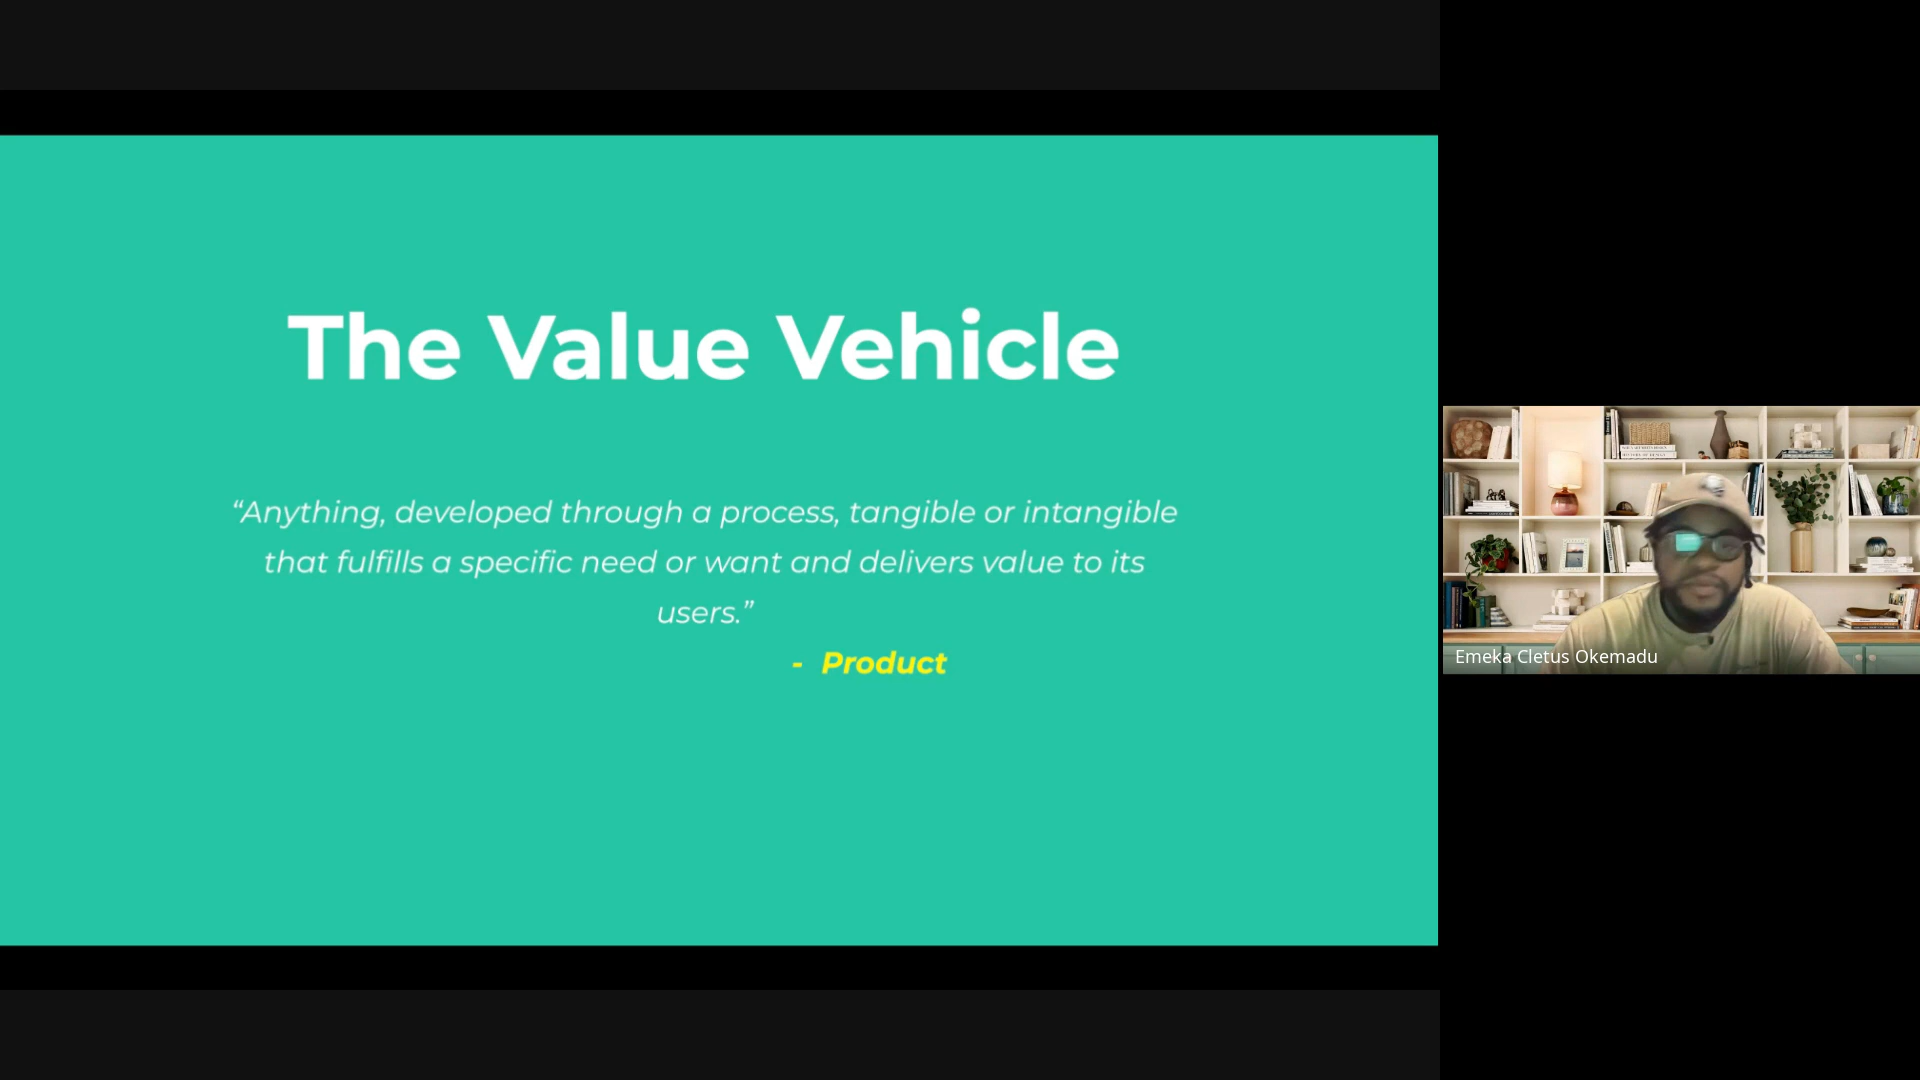 The Value Vehicle
“Anything, developed through a process, tangible or intangible
that fulfills a specific need or want and delivers value to its
users.”
- Product
Emeka Cletus Okemadu